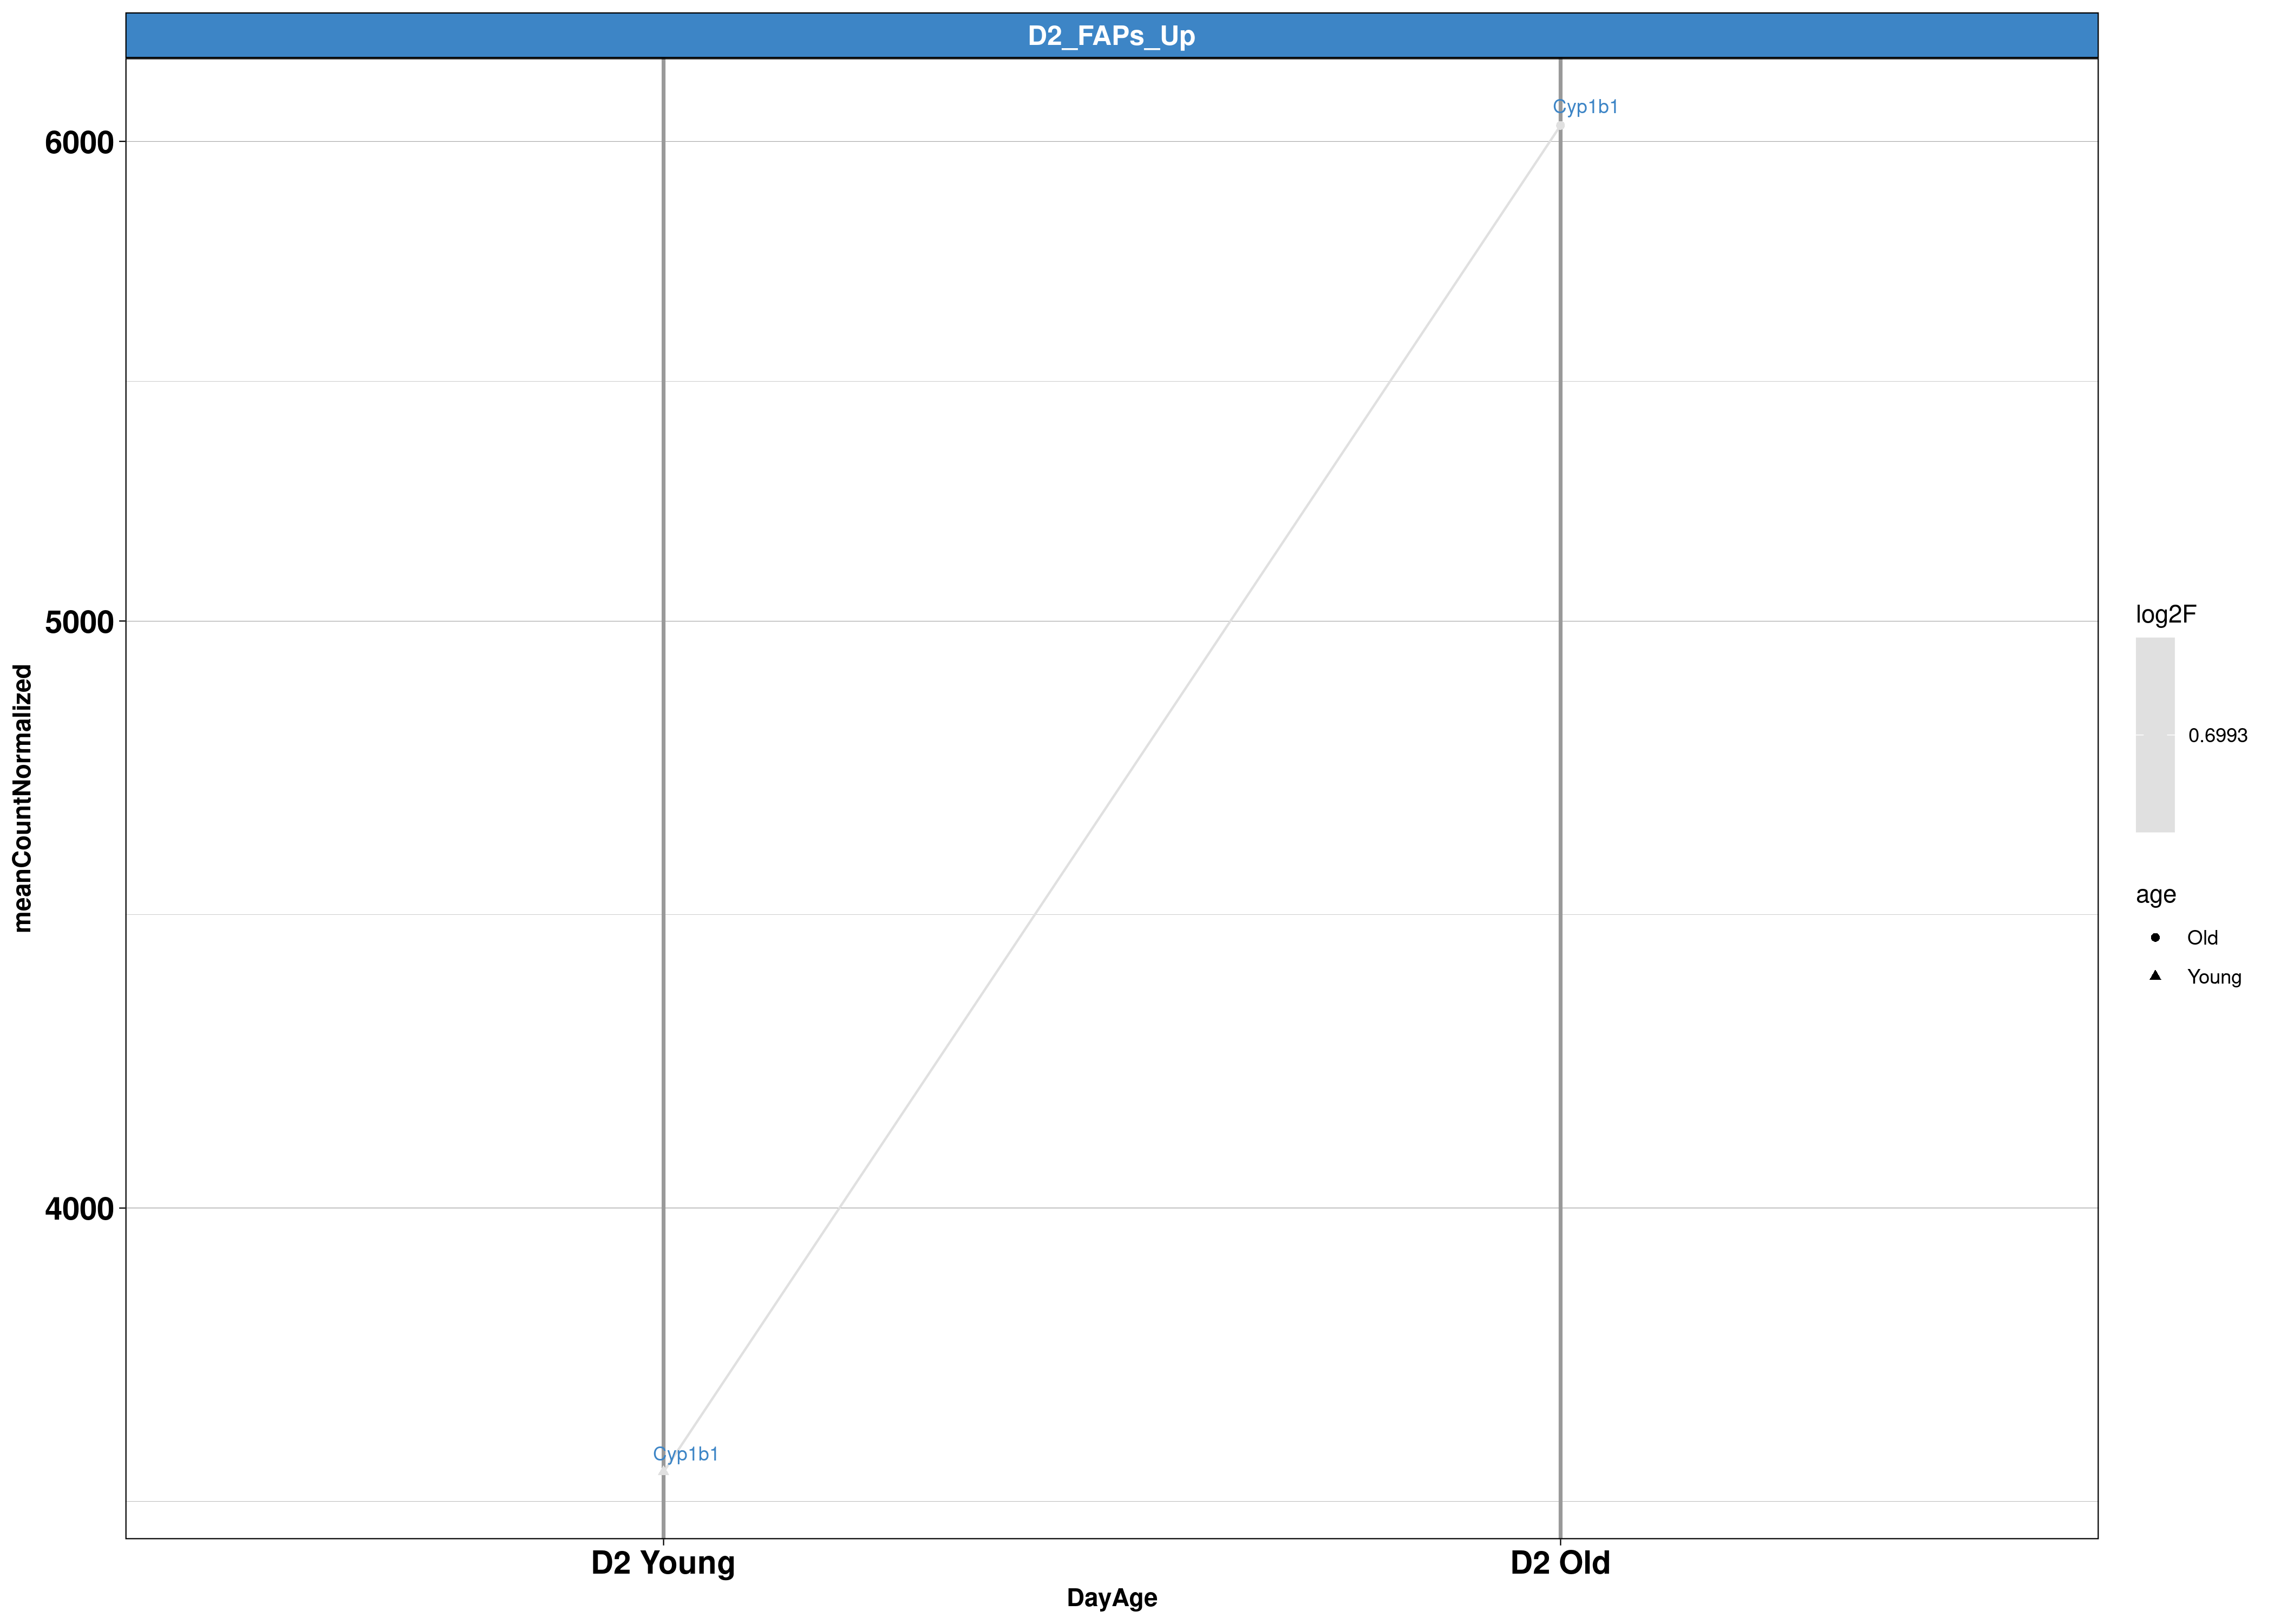 D2_FAPs_Up
Cyp1b1
6000
5000
4000
meanCountNormalized
Cyp1b1
D2 Young
D2 Old
DayAge
log2F
0.6993
age
Old
Young